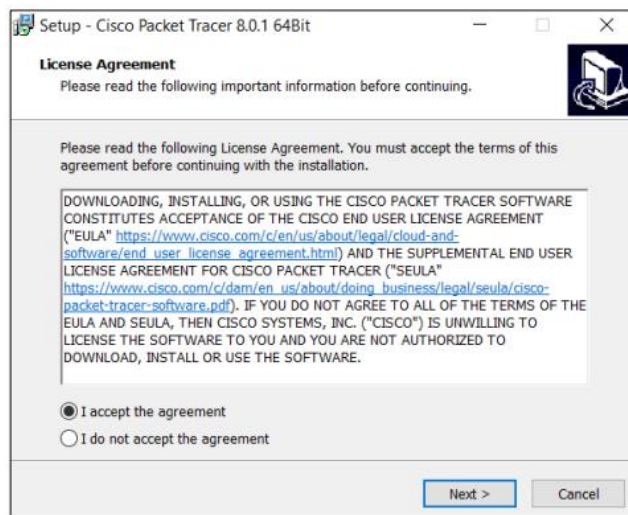 Setup - Cisco Packet Tracer 8.0.1 64Bit
License Agreement
Please read the following important information before continuing.
Please read the following License Agreement. You must accept the terms of this
agreement before continuing with the installation.
DOWNLOADING, INSTALLING, OR USING THE CISCO PACKET TRACER SOFTWARE
CONSTITUTES ACCEPTANCE OF THE CISCO END USER LICENSE AGREEMENT
("EULA" https://www.cisco.com/c/en/us/about/legal/cloud-and-
software/end_user_license_agreement.html) AND THE SUPPLEMENTAL END USER
LICENSE AGREEMENT FOR CISCO PACKET TRACER ("SEULA"
https://www.cisco.com/c/dam/en_us/about/doing_business/legal/seula/cisco-
packet-tracer-software.pdf). IF YOU DO NOT AGREE TO ALL OF THE TERMS OF THE
EULA AND SEULA, THEN CISCO SYSTEMS, INC. ("CISCO") IS UNWILLING TO
LICENSE THE SOFTWARE TO YOU AND YOU ARE NOT AUTHORIZED TO
DOWNLOAD, INSTALL OR USE THE SOFTWARE.
I accept the agreement
I do not accept the agreement
Next >
Cancel